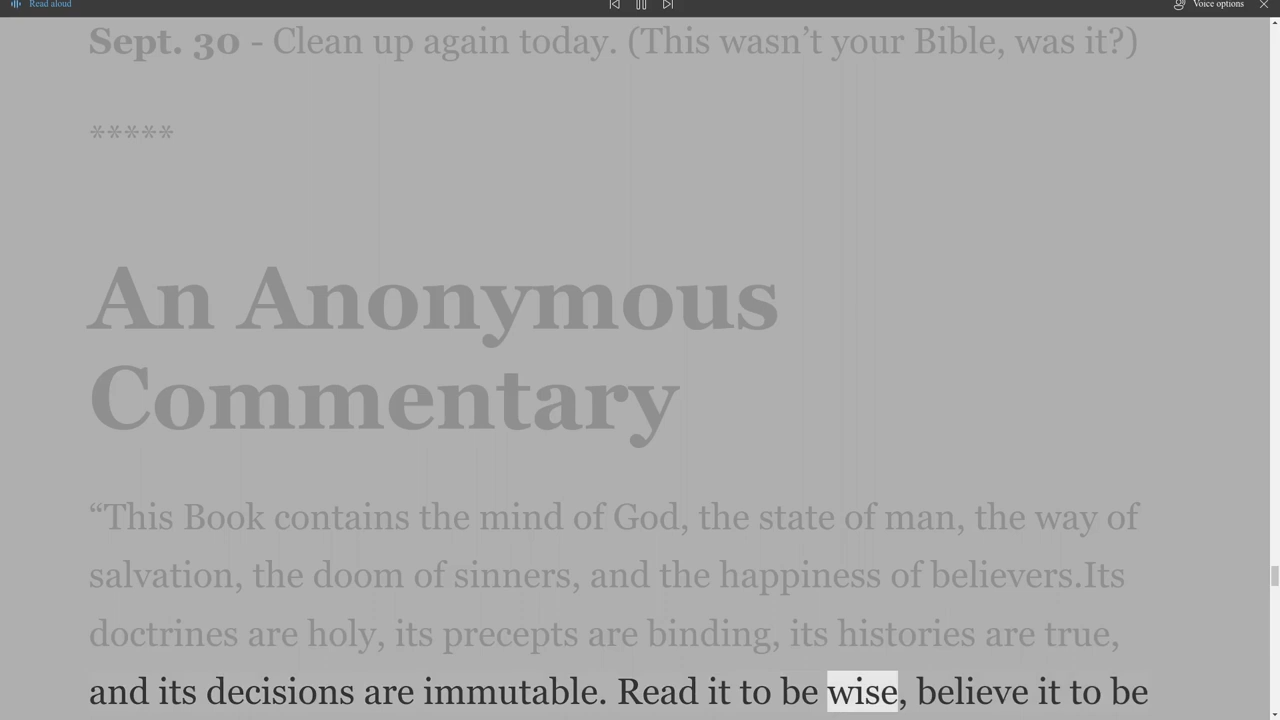 Read aloud
Voice options
Sept. 30 - Clean up again today. (This wasn’t your Bible, was it?)
*****
An Anonymous
Commentary
“This Book contains the mind of God, the state of man, the way of
salvation, the doom of sinners, and the happiness of believers.Its
doctrines are holy, its precepts are binding, its histories are true,
and its decisions are immutable. Read it to be wise, believe it to be